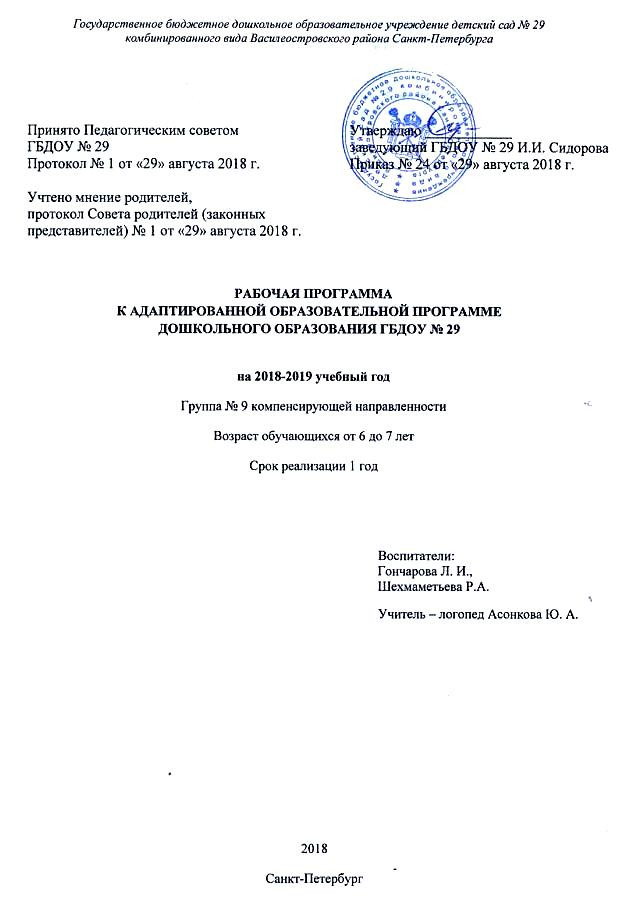 Государственное бюджетное дошкольное образовательное учреждение детский сад № 29
комбинированного вида Василеостровского района Санкт-Петербурга
Принято Педагогическим советом
ГБДОУ № 29
Протокол № 1 от «29» августа 2018 г.
Утверждаю
заведующий ГБДОУ № 29 И.И. Сидорова
Приказ № 24 от «29» августа 2018 г.
Учтено мнение родителей,
протокол Совета родителей (законных
представителей) № 1 от «29» августа 2018 г.
РАБОЧАЯ ПРОГРАММА
К АДАПТИРОВАННОЙ ОБРАЗОВАТЕЛЬНОЙ ПРОГРАММЕ
ДОШКОЛЬНОГО ОБРАЗОВАНИЯ ГБДОУ № 29
на 2018-2019 учебный год
Группа № 9 компенсирующей направленности
Возраст обучающихся от 6 до 7 лет
Срок реализации 1 год
Воспитатели:
Гончарова Л. И.,
Шехмаметьева Р.А.
Учитель – логопед Асонкова Ю. А.
2018
Санкт-Петербург